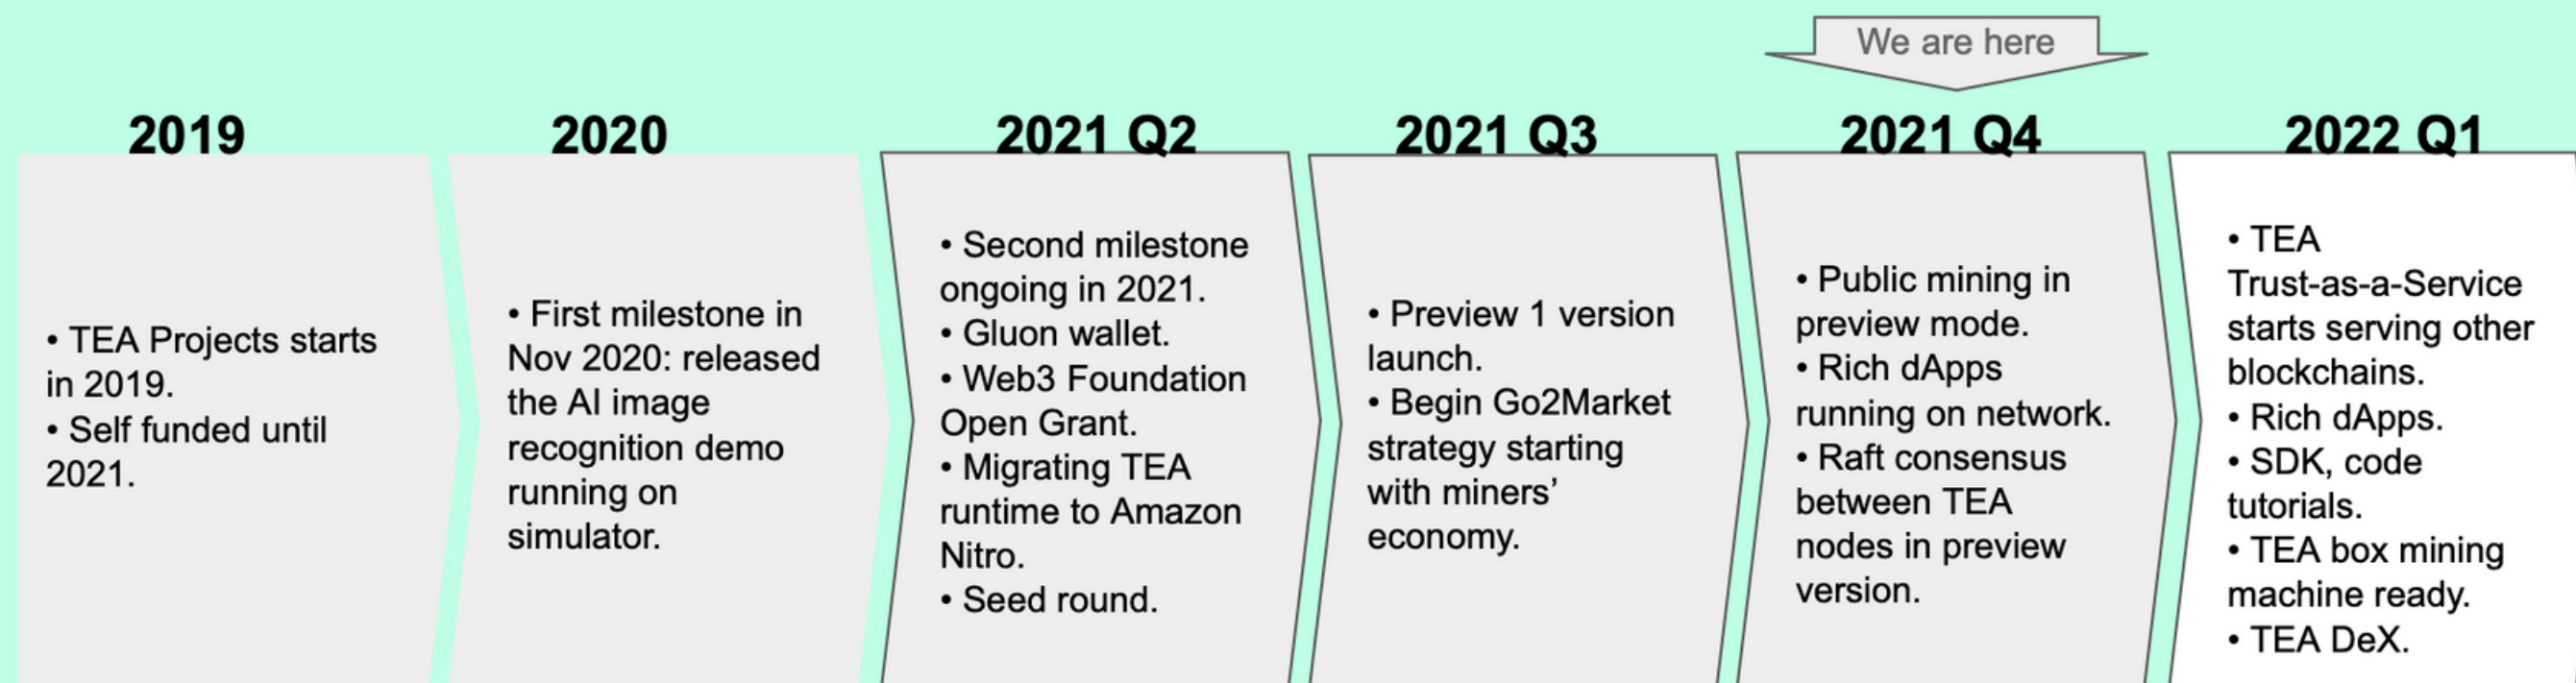 We are here
2019
• TEA Projects starts
in 2019.
• Self funded until
2021.
2020
• First milestone in
Nov 2020: released
the AI image
recognition demo
running on
simulator.
2021 Q2
• Second milestone
ongoing in 2021.
• Gluon wallet.
• Web3 Foundation
Open Grant.
• Migrating TEA
runtime to Amazon
Nitro.
• Seed round.
2021 Q3
• Preview 1 version
launch.
• Begin Go2Market
strategy starting
with miners’
economy.
2021 Q4
• Public mining in
preview mode.
• Rich dApps
running on network.
• Raft consensus
between TEA
nodes in preview
version.
2022 Q1
• TEA
Trust-as-a-Service
starts serving other
blockchains.
• Rich dApps.
• SDK, code
tutorials.
• TEA box mining
machine ready.
• TEA DeX.